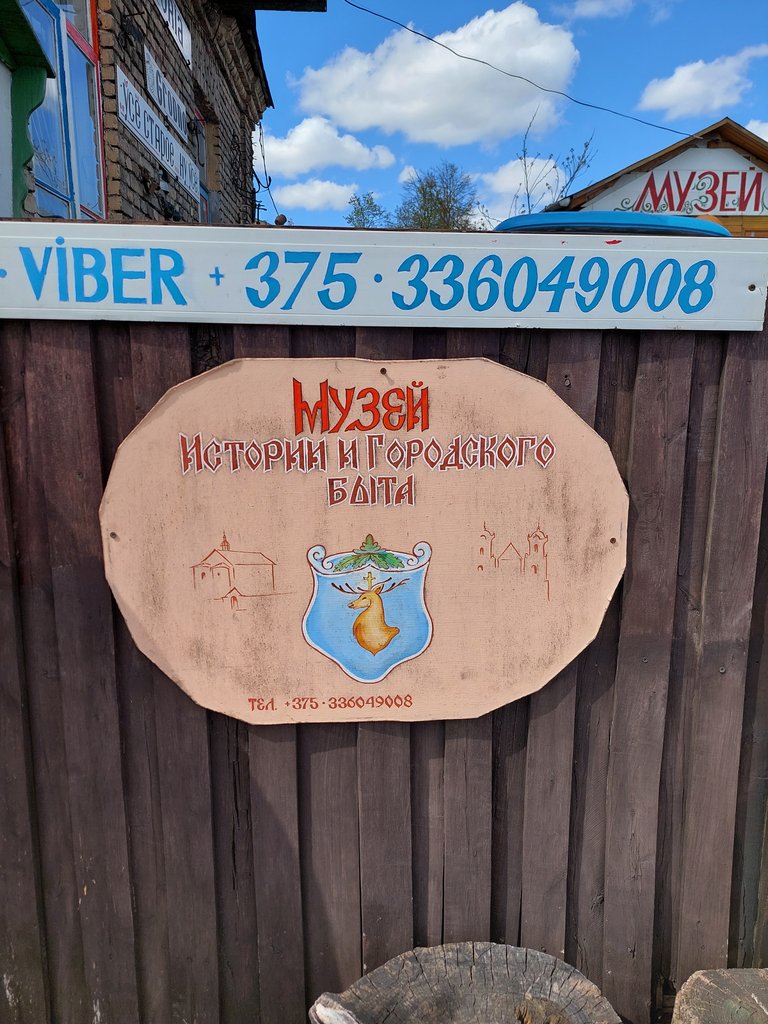 МУЗЕЙ
VIBER + 375 · 336049008
МУЗЕЙ
ИСТОРИИ И ГОРОДСКОГО
БЫТА
ТЕЛ. +375 · 336049008